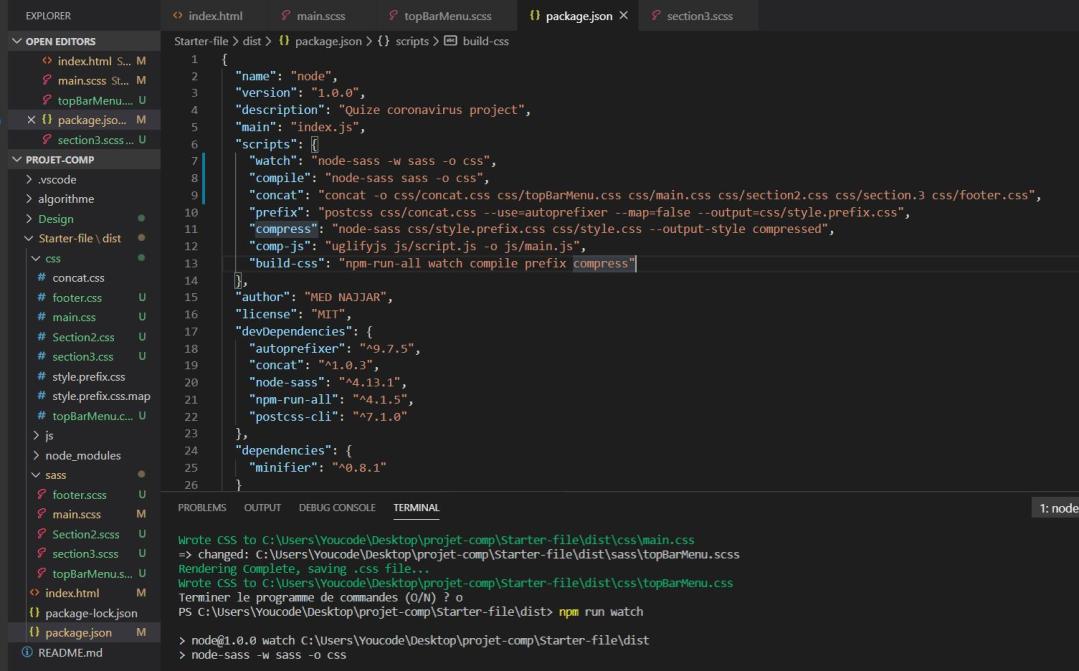 EXPLORER
OPEN EDITORS
index.html S... M
main.scss St... M
topBarMenu.... U
package.jso... M
section3.scss ... U
PROJET-COMP
.vscode
algorithme
Design
Starter-file \ dist
css
concat.css
footer.css U
main.css U
Section2.css U
section3.css U
style.prefix.css
style.prefix.css.map
topBarMenu.c... U
js
node_modules
sass
footer.scss U
main.scss M
Section2.scss U
section3.scss U
topBarMenu.s... U
index.html M
package-lock.json
package.json M
README.md
index.html main.scss topBarMenu.scss package.json section3.scss
Starter-file > dist > {} package.json > {} scripts > build-css
1 {
2 "name": "node",
3 "version": "1.0.0",
4 "description": "Quize coronavirus project",
5 "main": "index.js",
6 "scripts": {
7 "watch": "node-sass -w sass -o css",
8 "compile": "node-sass sass -o css",
9 "concat": "concat -o css/concat.css css/topBarMenu.css css/main.css css/section2.css css/section.3 css/footer.css",
10 "prefix": "postcss css/concat.css --use=autoprefixer --map=false --output=css/style.prefix.css",
11 "compress": "node-sass css/style.prefix.css css/style.css --output-style compressed",
12 "comp-js": "uglifyjs js/script.js -o js/main.js",
13 "build-css": "npm-run-all watch compile prefix compress"
14 },
15 "author": "MED NAJJAR",
16 "license": "MIT",
17 "devDependencies": {
18 "autoprefixer": "^9.7.5",
19 "concat": "^1.0.3",
20 "node-sass": "^4.13.1",
21 "npm-run-all": "^4.1.5",
22 "postcss-cli": "^7.1.0"
23 },
24 "dependencies": {
25 "minifier": "^0.8.1"
26 }
PROBLEMS OUTPUT DEBUG CONSOLE TERMINAL 1: node
Wrote CSS to C:\Users\Youcode\Desktop\projet-comp\Starter-file\dist\css\main.css
=> changed: C:\Users\Youcode\Desktop\projet-comp\Starter-file\dist\sass\topBarMenu.scss
Rendering Complete, saving .css file...
Wrote CSS to C:\Users\Youcode\Desktop\projet-comp\Starter-file\dist\css\topBarMenu.css
Terminer le programme de commandes (O/N) ? o
PS C:\Users\Youcode\Desktop\projet-comp\Starter-file\dist> npm run watch
> node@1.0.0 watch C:\Users\Youcode\Desktop\projet-comp\Starter-file\dist
> node-sass -w sass -o css